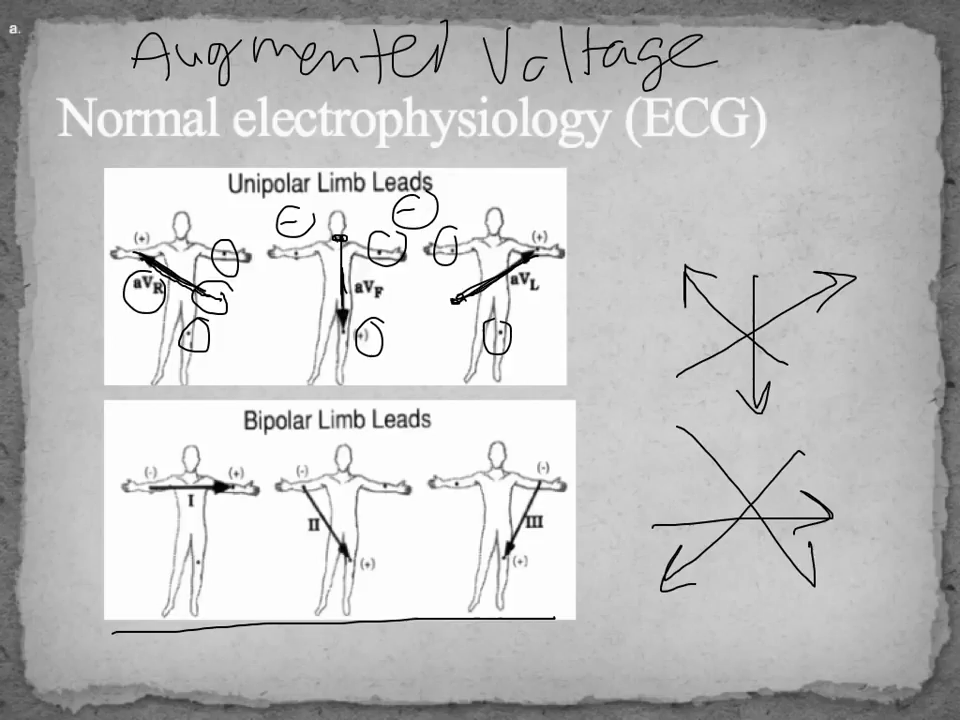 a.
Augmented Voltage
Normal electrophysiology (ECG)
Unipolar Limb Leads
(-) (-)
(+) (+)
aVR aVF aVL
(+)
Bipolar Limb Leads
(-) (+) (-) (-)
I II III
(+) (+)